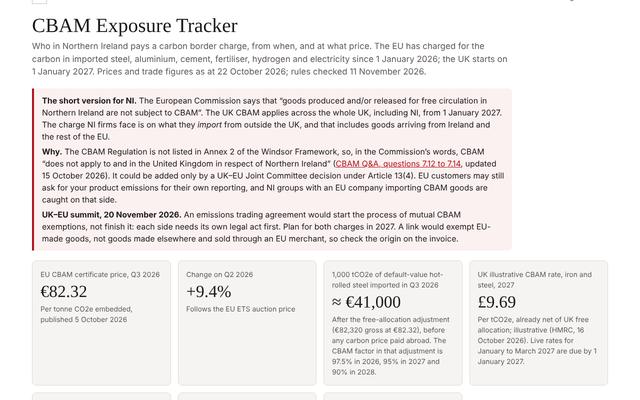 CBAM Exposure Tracker
Who in Northern Ireland pays a carbon border charge, from when, and at what price. The EU has charged for the
carbon in imported steel, aluminium, cement, fertiliser, hydrogen and electricity since 1 January 2026; the UK starts on
1 January 2027. Prices and trade figures as at 22 October 2026; rules checked 11 November 2026.
The short version for NI. The European Commission says that “goods produced and/or released for free circulation in
Northern Ireland are not subject to CBAM”. The UK CBAM applies across the whole UK, including NI, from 1 January 2027.
The charge NI firms face is on what they import from outside the UK, and that includes goods arriving from Ireland and
the rest of the EU.
Why. The CBAM Regulation is not listed in Annex 2 of the Windsor Framework, so, in the Commission’s words, CBAM
“does not apply to and in the United Kingdom in respect of Northern Ireland” (CBAM Q&A, questions 7.12 to 7.14, updated
15 October 2026). It could be added only by a UK–EU Joint Committee decision under Article 13(4). EU customers may still
ask for your product emissions for their own reporting, and NI groups with an EU company importing CBAM goods are
caught on that side.
UK–EU summit, 20 November 2026. An emissions trading agreement would start the process of mutual CBAM
exemptions, not finish it: each side needs its own legal act first. Plan for both charges in 2027. A link would exempt EU-
made goods, not goods made elsewhere and sold through an EU merchant, so check the origin on the invoice.
EU CBAM certificate price, Q3 2026
€82.32
Per tonne CO2e embedded,
published 5 October 2026
Change on Q2 2026
+9.4%
Follows the EU ETS auction price
1,000 tCO2e of default-value hot-
rolled steel imported in Q3 2026
≈ €41,000
After the free-allocation adjustment
(€82,320 gross at €82.32), before
any carbon price paid abroad. The
CBAM factor in that adjustment is
97.5% in 2026, 95% in 2027 and
90% in 2028.
UK illustrative CBAM rate, iron and
steel, 2027
£9.69
Per tCO2e, already net of UK free
allocation; illustrative (HMRC, 16
October 2026). Live rates for
January to March 2027 are due by 1
January 2027.